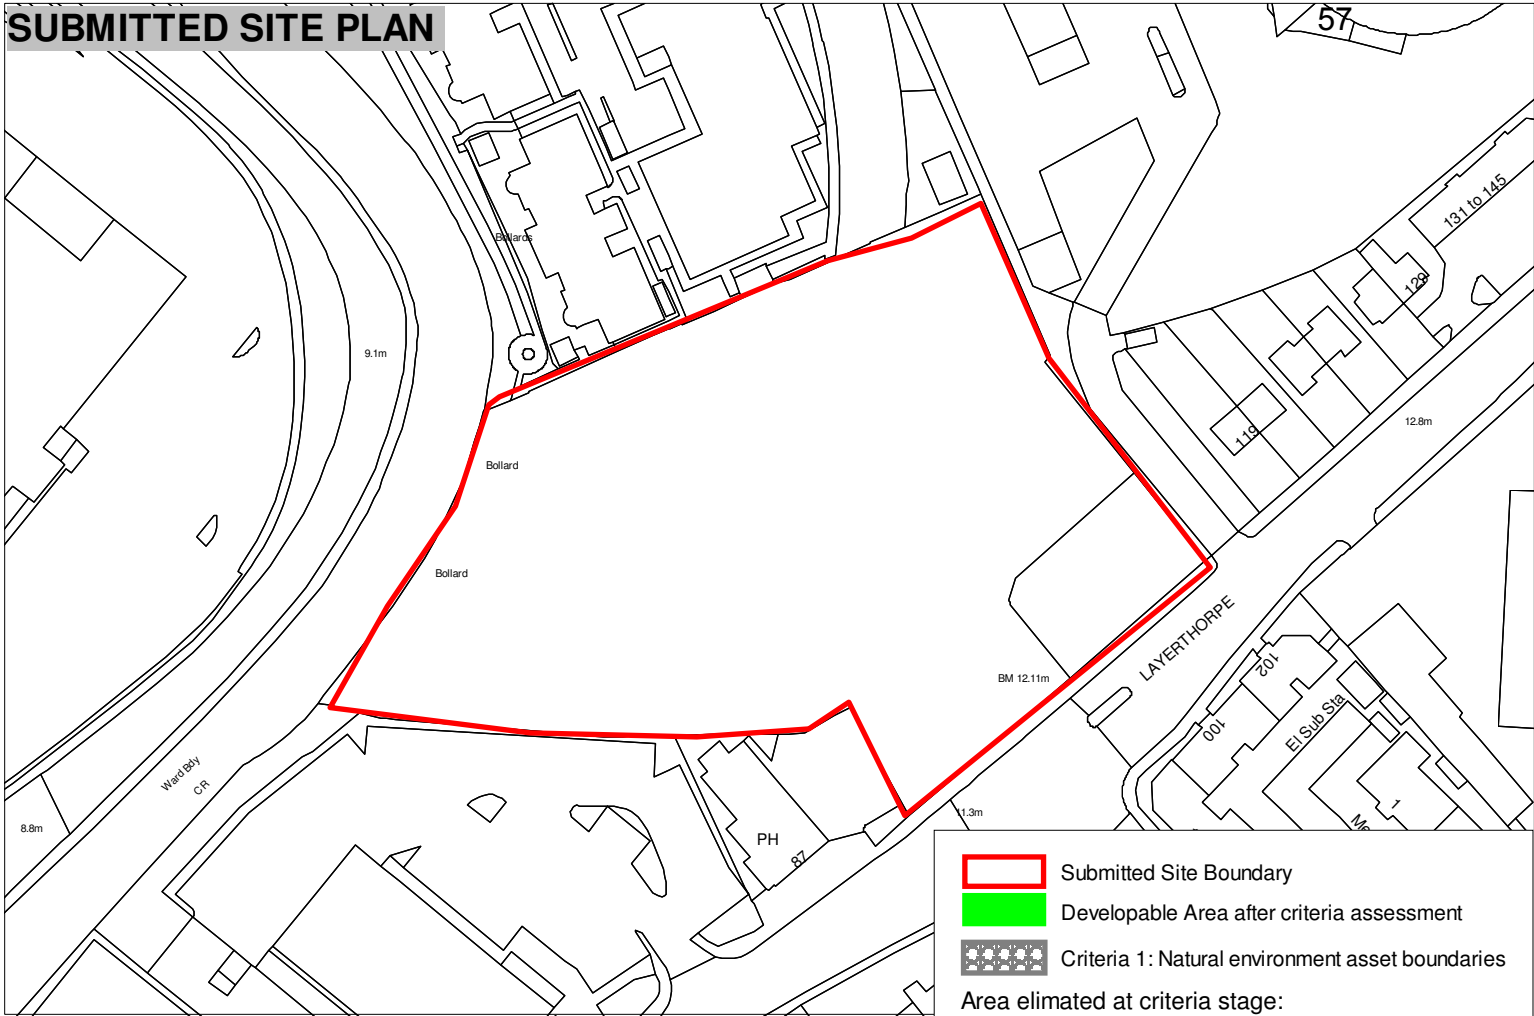 SUBMITTED SITE PLAN
57
131 to 145
Bollards
129
9.1m
12.8m
119
Bollard
Bollard
LAYERTHORPE
BM 12.11m
102
100
El Sub Sta
Ward Bdy
CR
1
11.3m
8.8m
PH
87
Submitted Site Boundary
Developable Area after criteria assessment
Criteria 1: Natural environment asset boundaries
Area elimated at criteria stage: